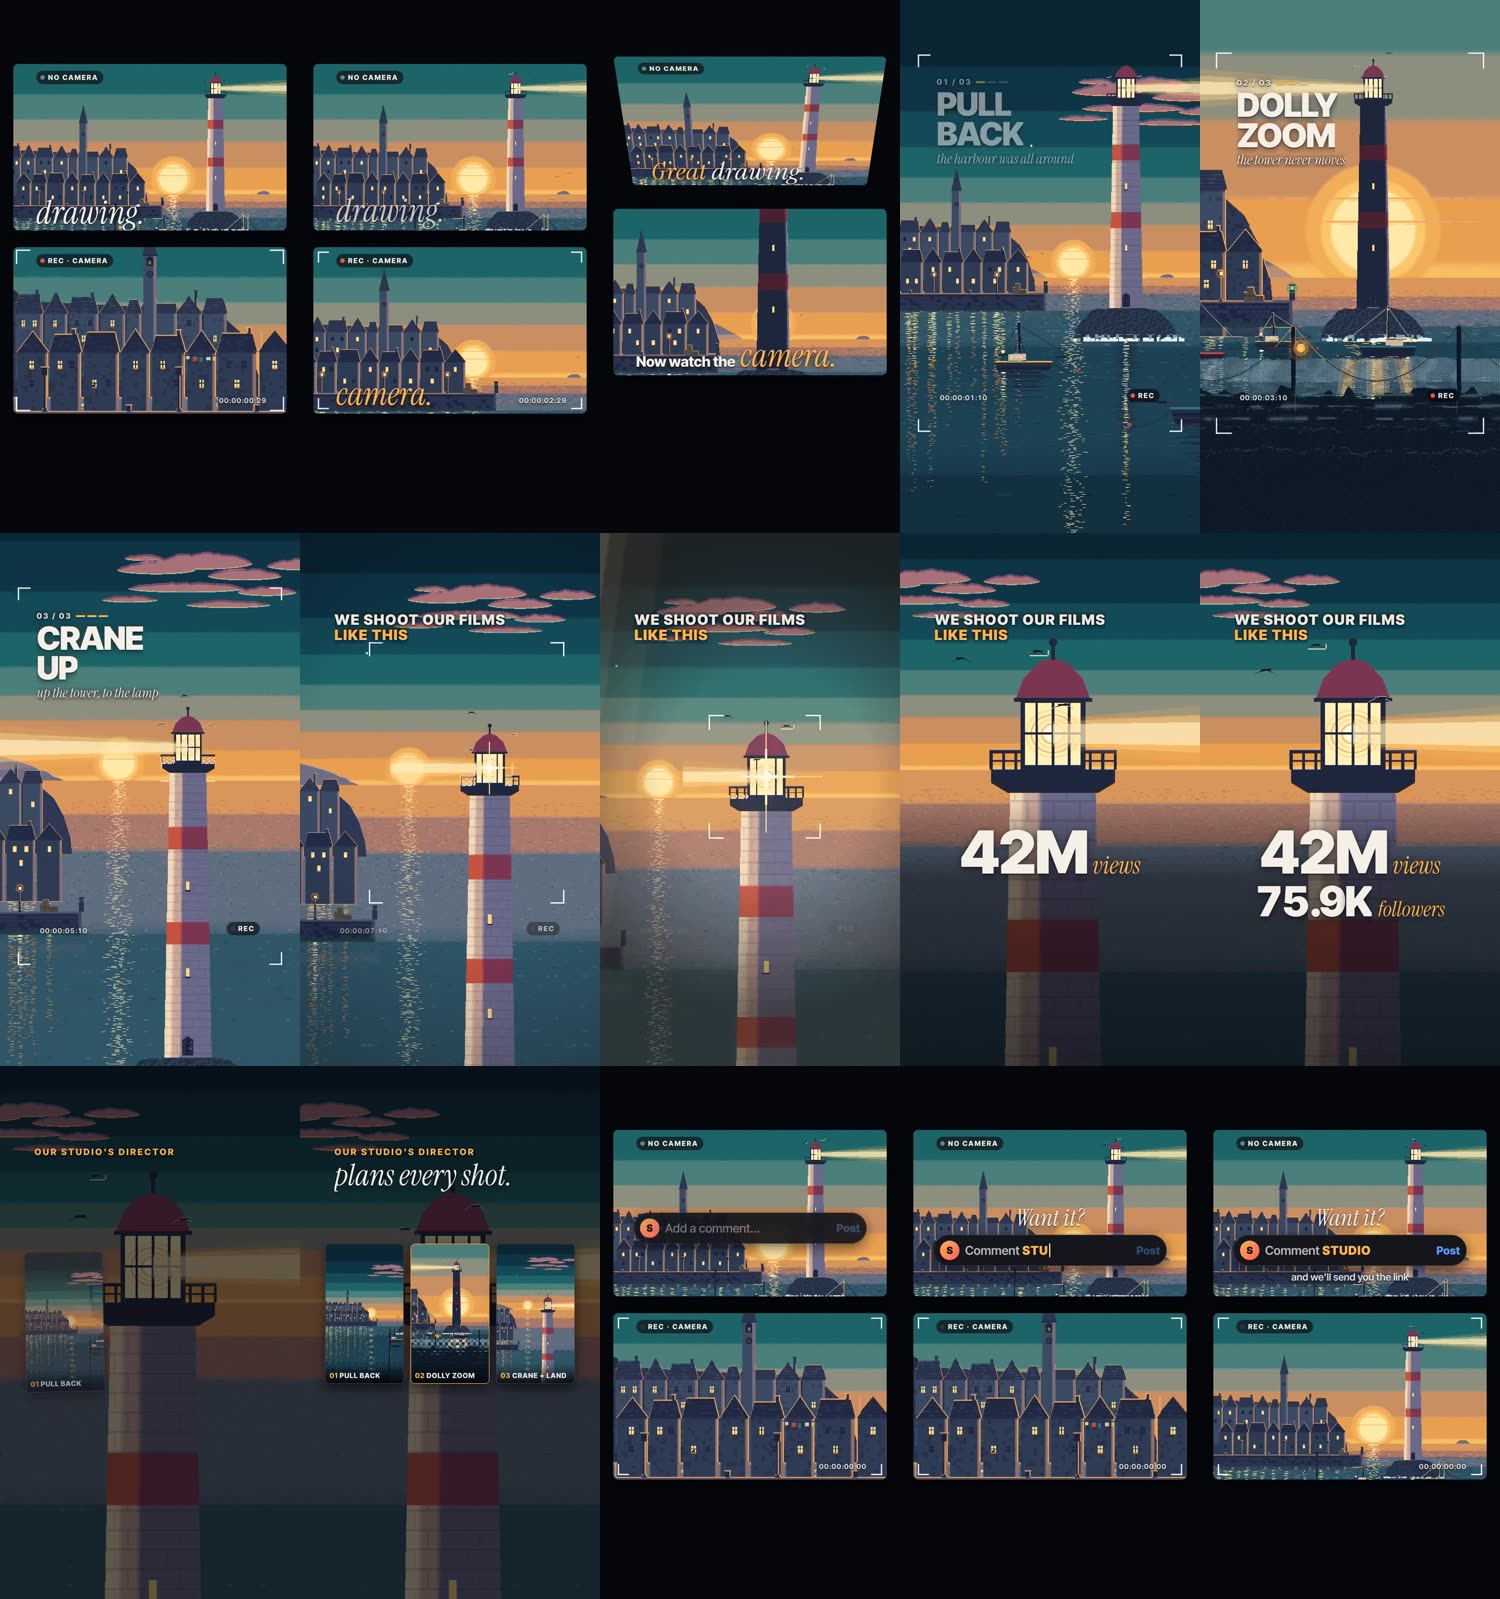 NO CAMERA
drawing.
REC · CAMERA
00:00:00:29
NO CAMERA
drawing.
REC · CAMERA
camera.
00:00:02:29
NO CAMERA
Great drawing.
Now watch the camera.
01 / 03
PULL
BACK
the harbour was all around
00:00:01:10
REC
02 / 03
DOLLY
ZOOM
the tower never moves
00:00:03:10
REC
03 / 03
CRANE
UP
up the tower, to the lamp
00:00:05:10
REC
WE SHOOT OUR FILMS
LIKE THIS
00:00:07:10
REC
WE SHOOT OUR FILMS
LIKE THIS
REC
WE SHOOT OUR FILMS
LIKE THIS
42M views
WE SHOOT OUR FILMS
LIKE THIS
42M views
75.9K followers
OUR STUDIO'S DIRECTOR
01 PULL BACK
OUR STUDIO'S DIRECTOR
plans every shot.
01 PULL BACK
02 DOLLY ZOOM
03 CRANE + LAND
NO CAMERA
S Add a comment... Post
REC · CAMERA
00:00:00:00
NO CAMERA
Want it?
S Comment STU Post
REC · CAMERA
00:00:00:00
NO CAMERA
Want it?
S Comment STUDIO Post
and we'll send you the link
REC · CAMERA
00:00:00:00